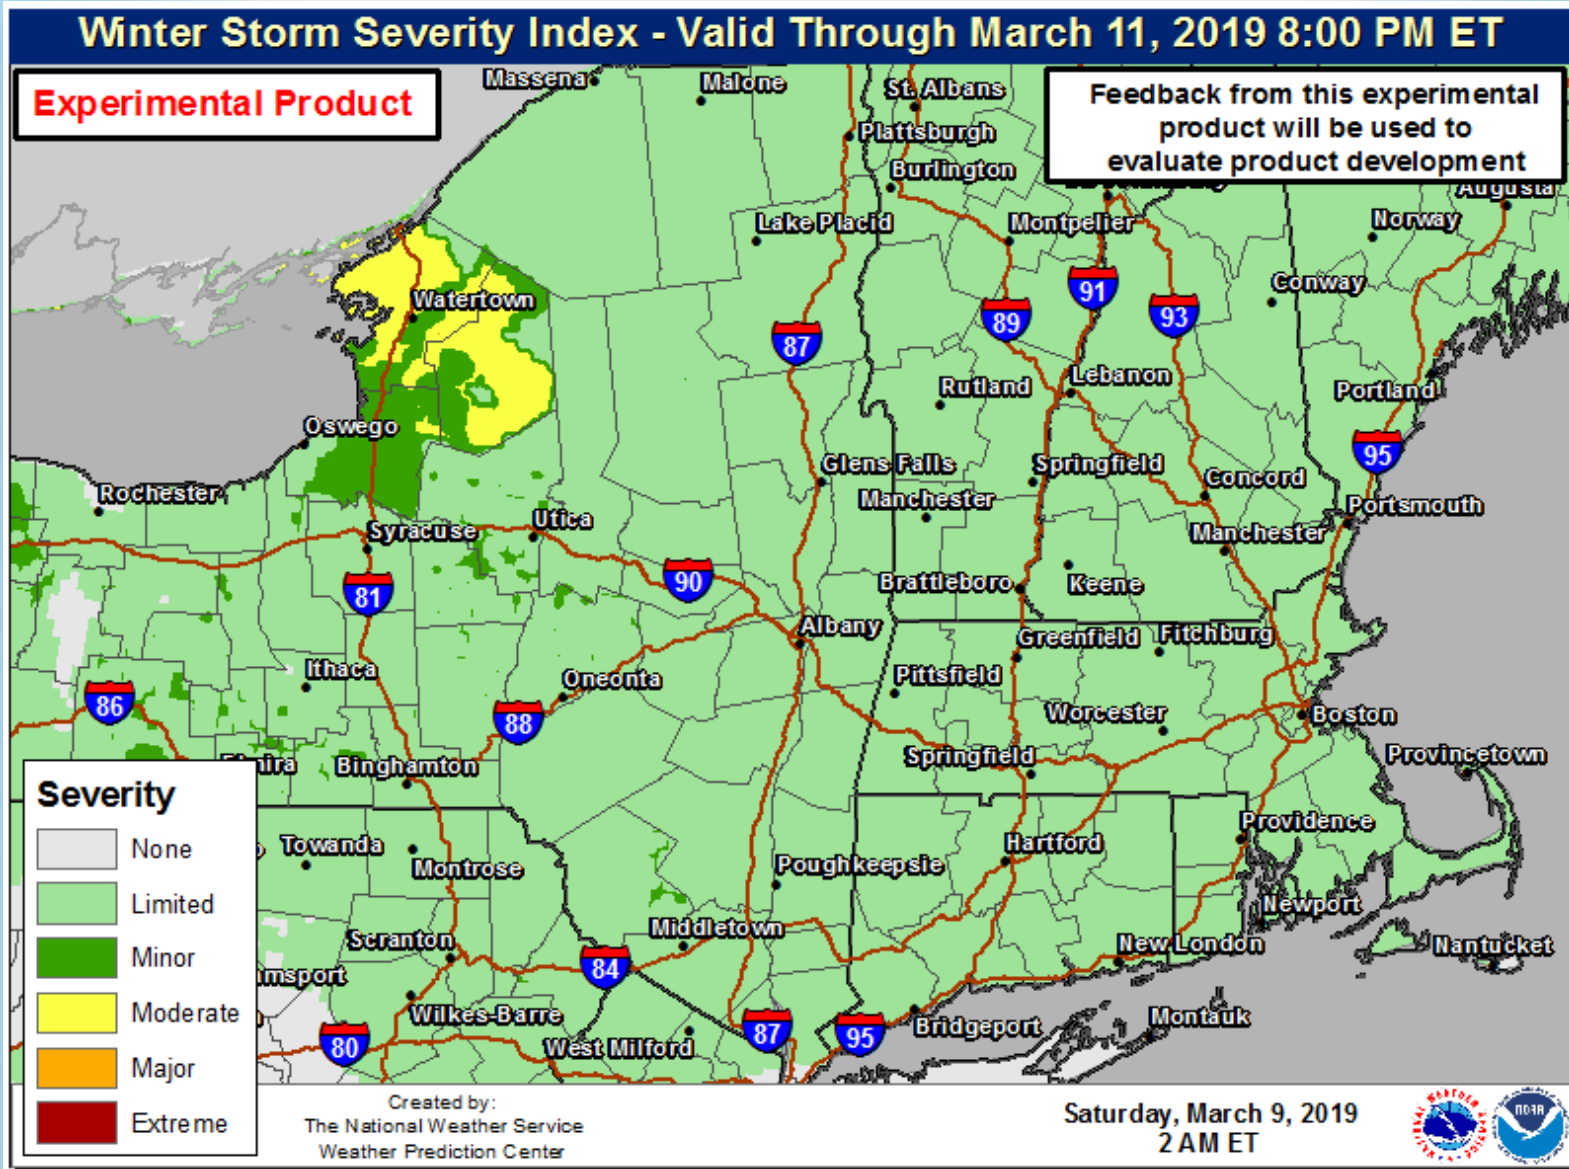 Winter Storm Severity Index - Valid Through March 11, 2019 8:00 PM ET
Experimental Product
Feedback from this experimental
product will be used to
evaluate product development
Massena
Malone
St. Albans
Plattsburgh
Burlington
Augusta
Lake Placid
Montpelier
Norway
Watertown
Conway
91
89
93
87
Lebanon
Rutland
Portland
Oswego
95
Glens Falls
Springfield
Concord
Rochester
Manchester
Portsmouth
Syracuse
Utica
Manchester
90
81
Brattleboro
Keene
Albany
Greenfield
Fitchburg
Ithaca
Oneonta
Pittsfield
86
88
Worcester
Boston
Springfield
Provincetown
Binghamton
Providence
Towanda
Montrose
Poughkeepsie
Hartford
Newport
Scranton
Middletown
New London
Nantucket
84
amsport
Wilkes-Barre
Bridgeport
Montauk
80
West Milford
87
95
Severity
None
Limited
Minor
Moderate
Major
Extreme
Created by:
The National Weather Service
Weather Prediction Center
Saturday, March 9, 2019
2 AM ET
NOAA